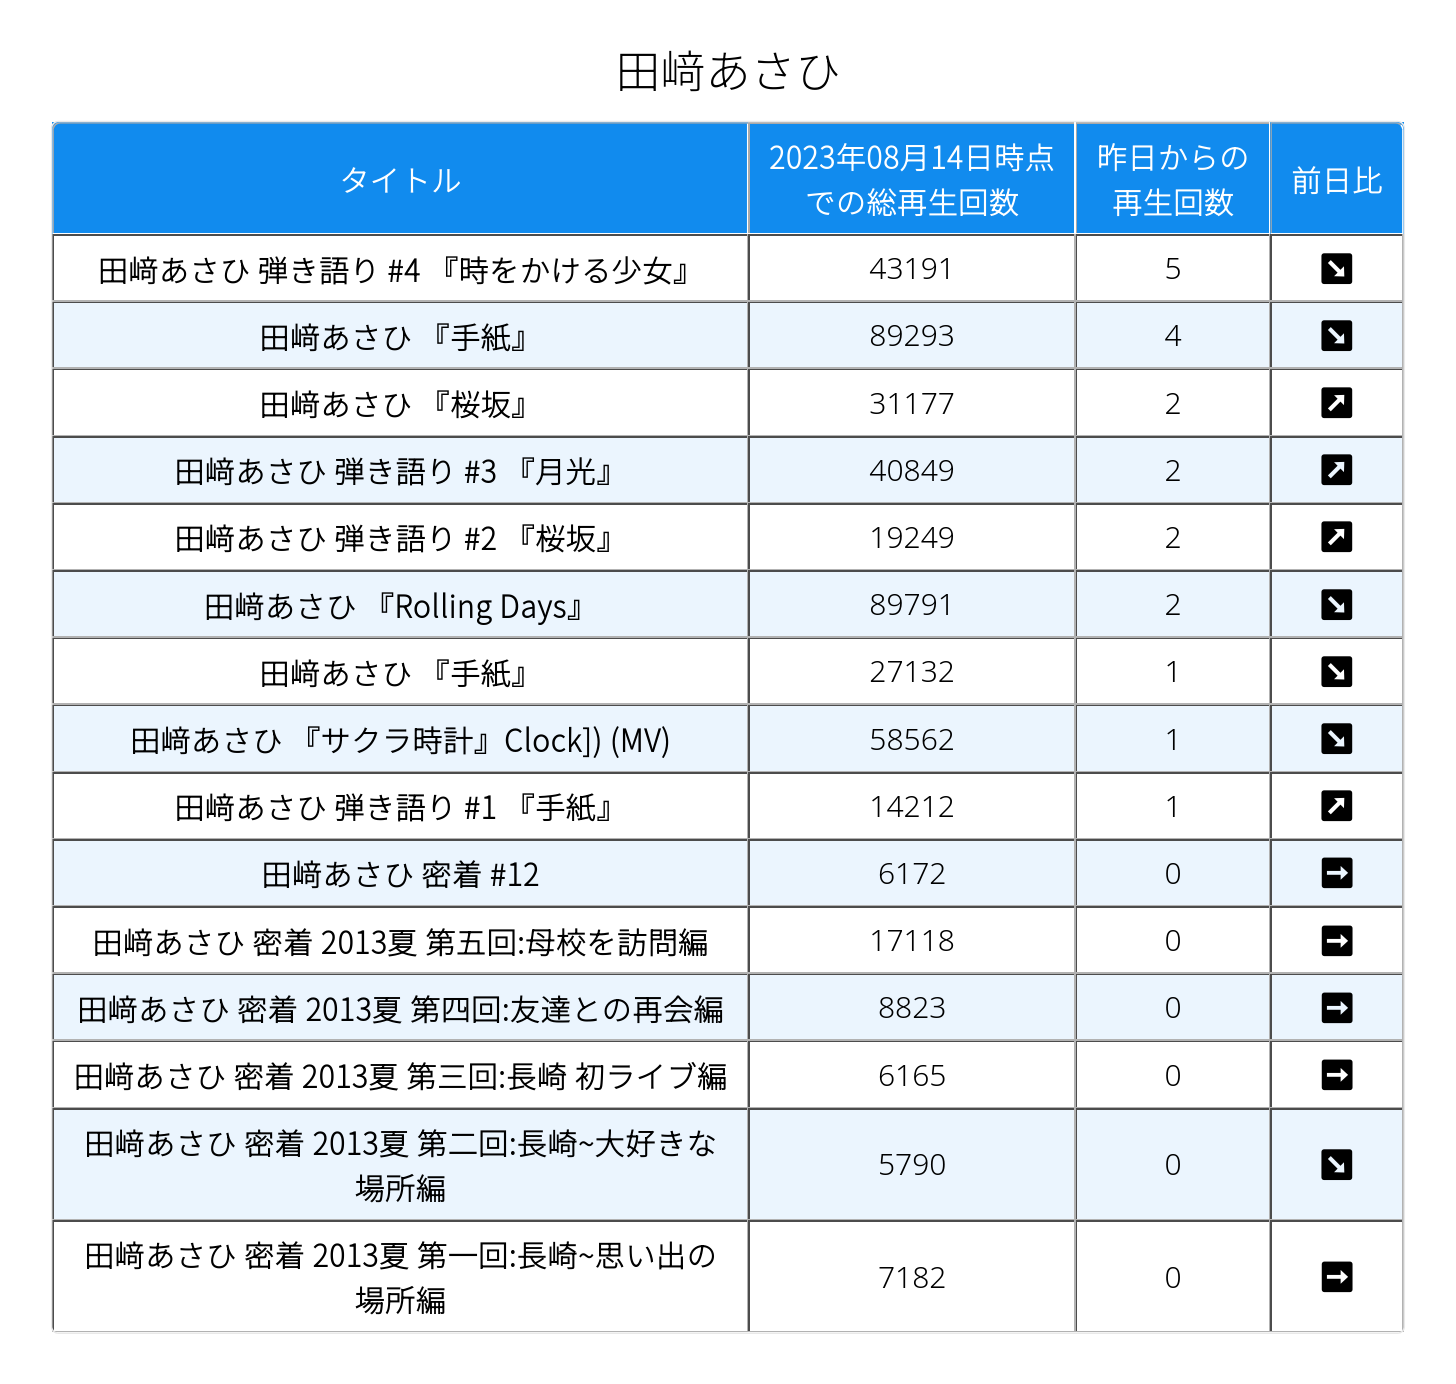 田﨑あさひ
タイトル
2023年08月14日時点
での総再生回数
昨日からの
再生回数
前日比
田﨑あさひ 弾き語り #4 『時をかける少女』 43191 5
田﨑あさひ 『手紙』 89293 4
田﨑あさひ 『桜坂』 31177 2
田﨑あさひ 弾き語り #3 『月光』 40849 2
田﨑あさひ 弾き語り #2 『桜坂』 19249 2
田﨑あさひ 『Rolling Days』 89791 2
田﨑あさひ 『手紙』 27132 1
田﨑あさひ 『サクラ時計』Clock]) (MV) 58562 1
田﨑あさひ 弾き語り #1 『手紙』 14212 1
田﨑あさひ 密着 #12 6172 0
田﨑あさひ 密着 2013夏 第五回:母校を訪問編 17118 0
田﨑あさひ 密着 2013夏 第四回:友達との再会編 8823 0
田﨑あさひ 密着 2013夏 第三回:長崎 初ライブ編 6165 0
田﨑あさひ 密着 2013夏 第二回:長崎~大好きな
場所編 5790 0
田﨑あさひ 密着 2013夏 第一回:長崎~思い出の
場所編 7182 0